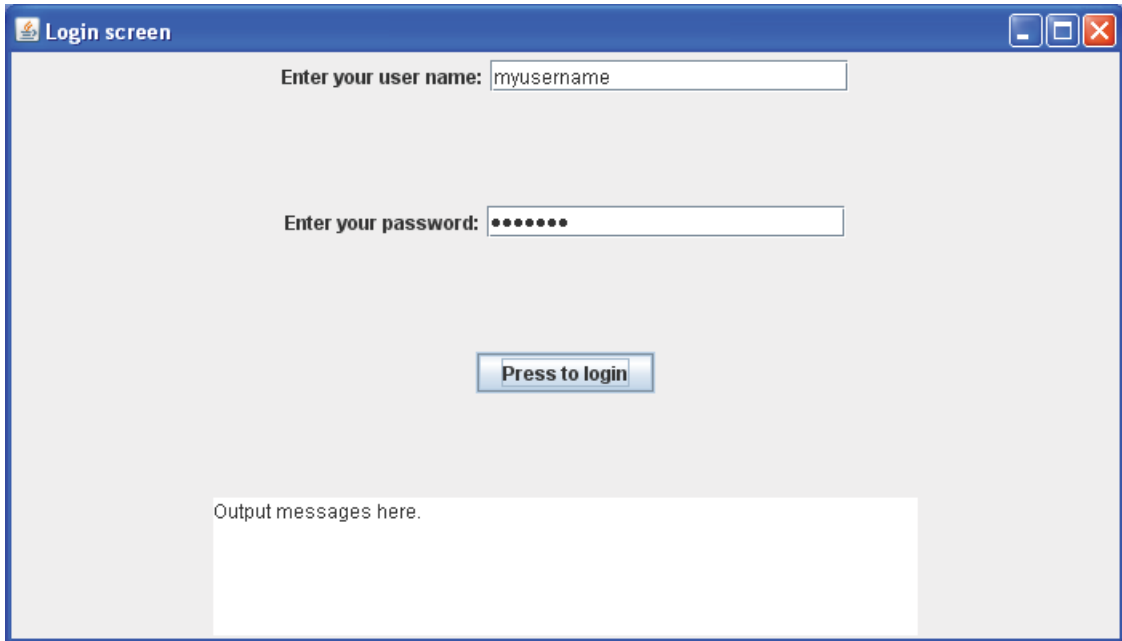 Login screen
Enter your user name: myusername
Enter your password: •••••••
Press to login
Output messages here.